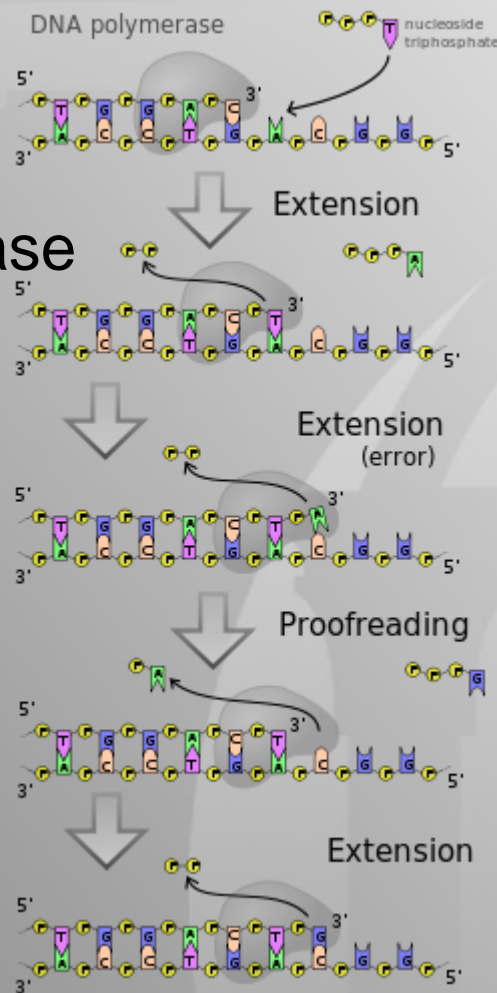 DNA polymerase
nucleoside
triphosphate
T
5' 3'
T G G A C
A C C T G A C G G
3' 5'
Extension
ase
A
5' 3'
T G G A C T
A C C T G A C G G
3' 5'
Extension
(error)
5' 3'
T G G A C T A
A C C T G A C G G
3' 5'
Proofreading
A
G
5' 3'
T G G A C T
A C C T G A C G G
3' 5'
Extension
5' 3'
T G G A C T G
A C C T G A C G G
3' 5'